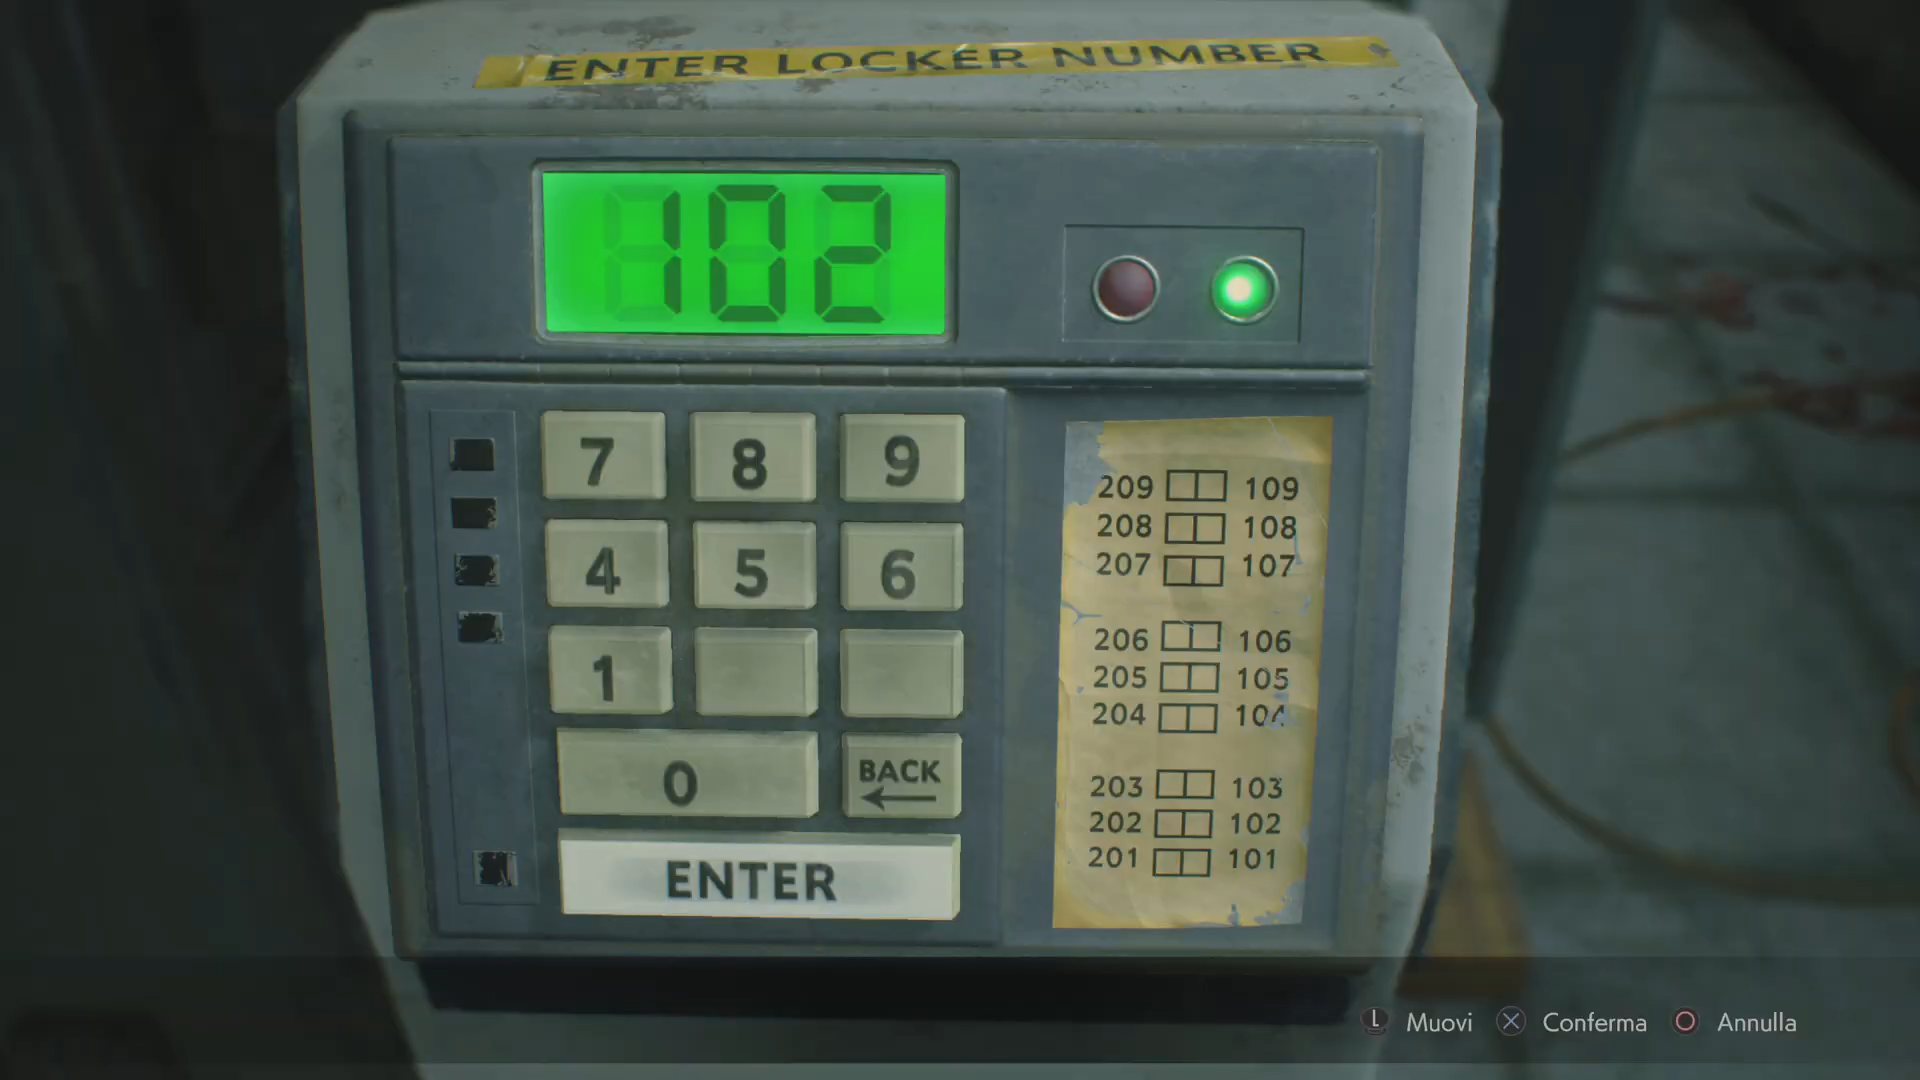 ENTER LOCKER NUMBER
102
7 8 9
4 5 6
1
0 BACK
ENTER
209 109
208 108
207 107
206 106
205 105
204 104
203 103
202 102
201 101
L Muovi Conferma Annulla